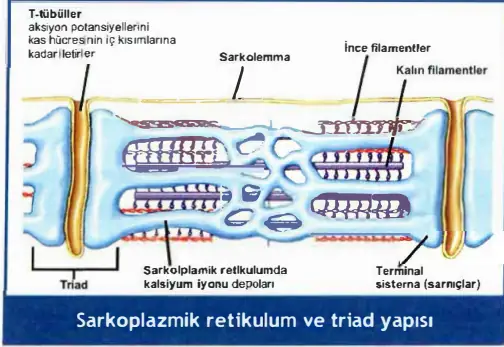 T-tübüller
aksiyon potansiyellerini
kas hücresinin iç kısımlarına
kadar iletirler
Sarkolemma
İnce filamentler
Kalın filamentler
Triad
Sarkolplamik retikulumda
kalsiyum iyonu depoları
Terminal
sisterna (sarnıçlar)
Sarkoplazmik retikulum ve triad yapısı